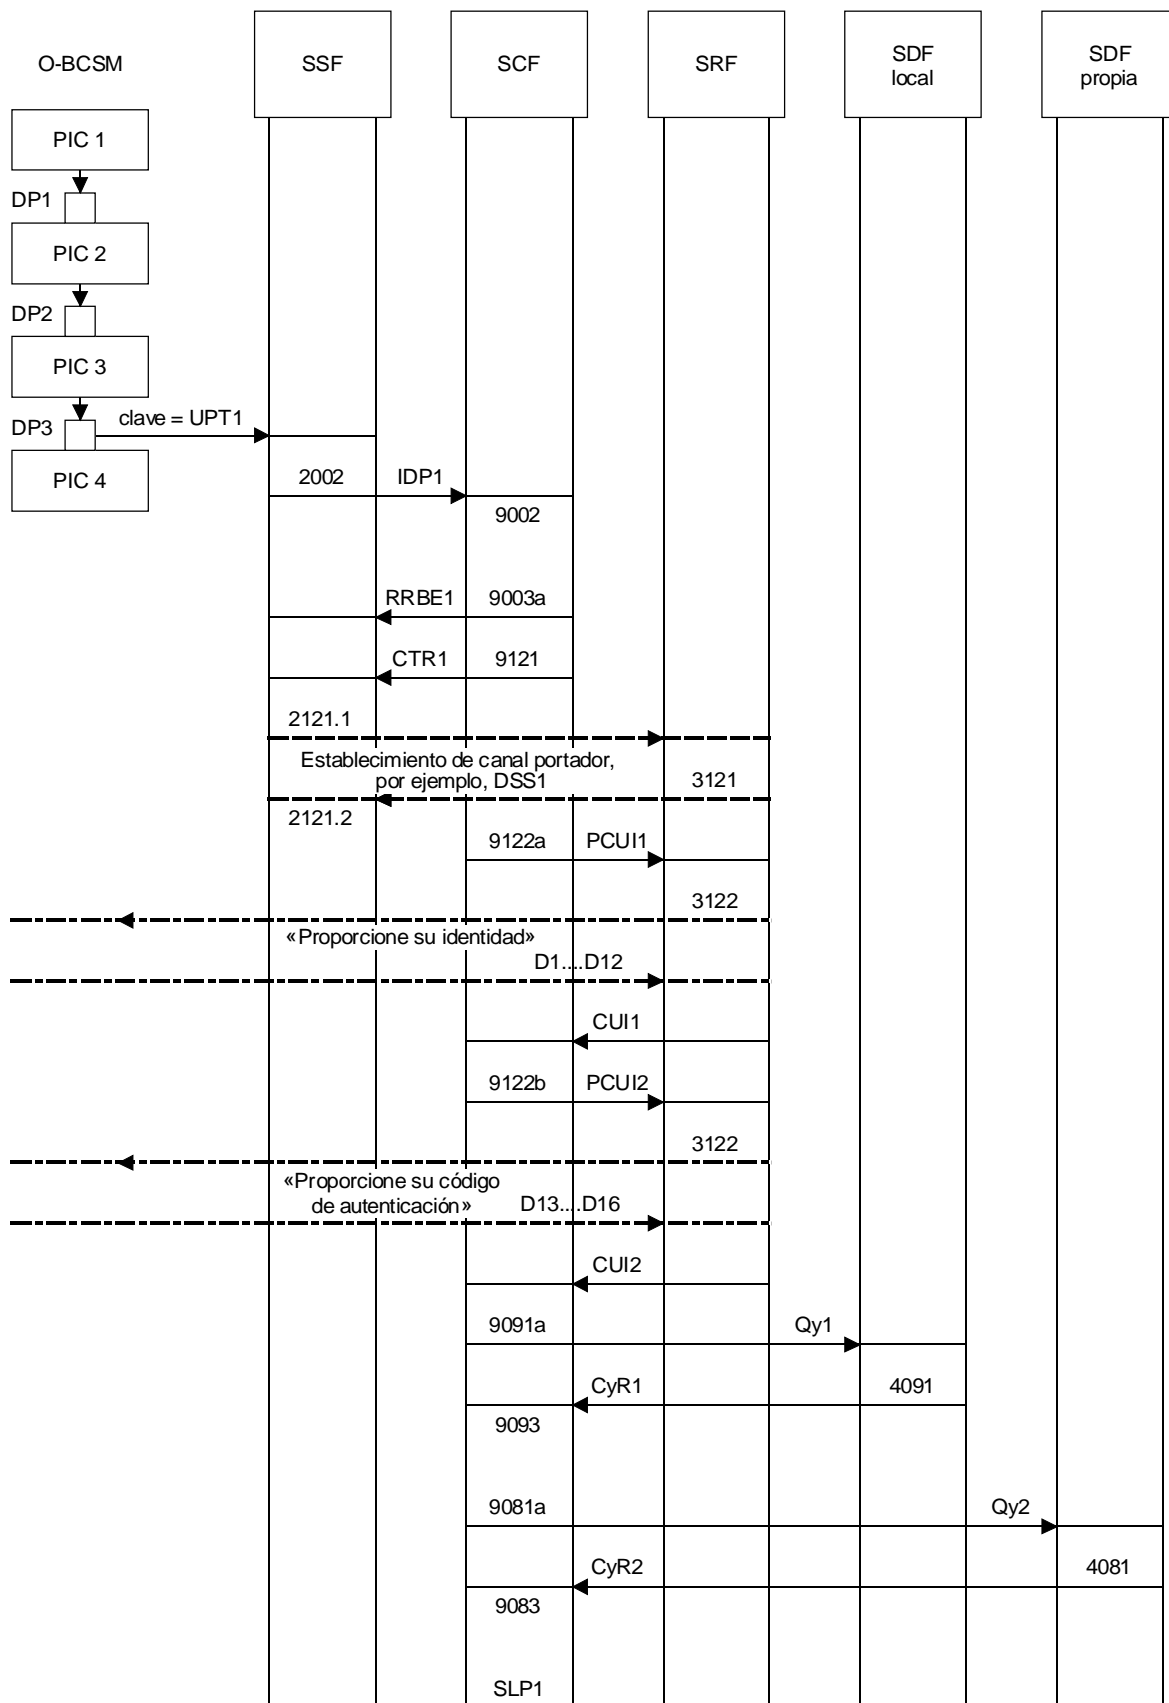 O-BCSM
SSF
SCF
SRF
SDF
local
SDF
propia
PIC 1
DP1
PIC 2
DP2
PIC 3
DP3
clave = UPT1
PIC 4
2002
IDP1
9002
RRBE1
9003a
CTR1
9121
2121.1
Establecimiento de canal portador,
por ejemplo, DSS1
3121
2121.2
9122a
PCUI1
3122
«Proporcione su identidad»
D1....D12
CUI1
9122b
PCUI2
3122
«Proporcione su código
de autenticación»
D13....D16
CUI2
9091a
Qy1
CyR1
4091
9093
9081a
Qy2
CyR2
4081
9083
SLP1